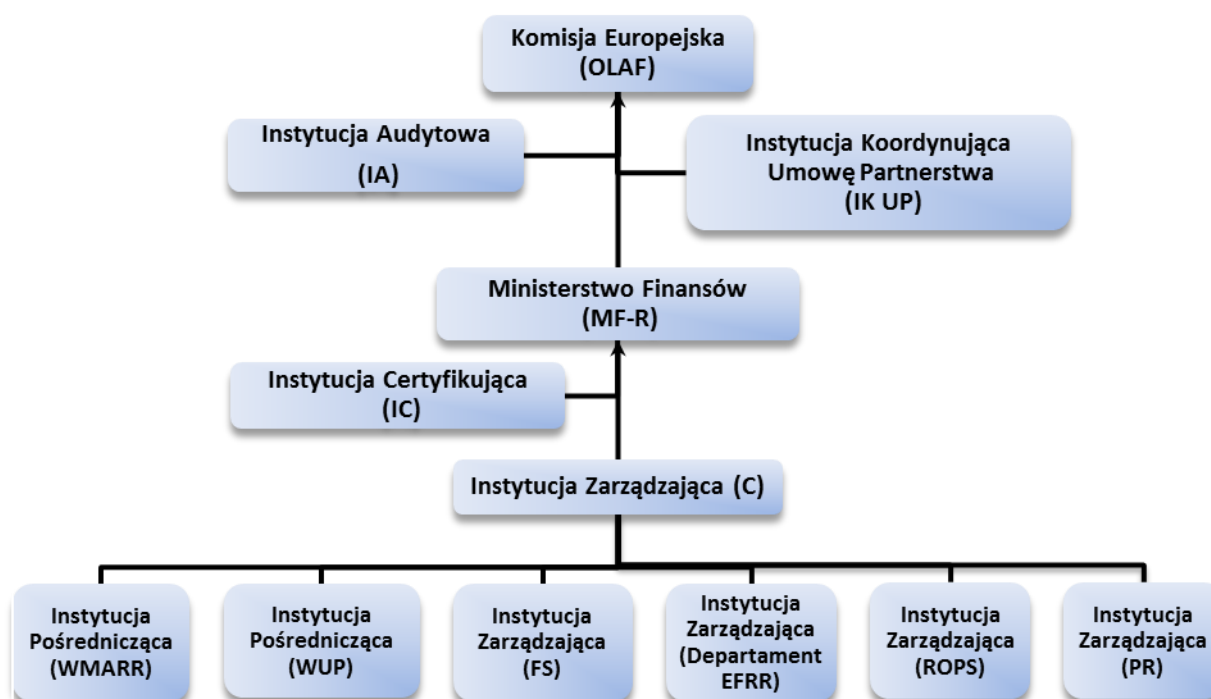 Komisja Europejska
(OLAF)
Instytucja Audytowa
(IA)
Instytucja Koordynująca
Umowę Partnerstwa
(IK UP)
Ministerstwo Finansów
(MF-R)
Instytucja Certyfikująca
(IC)
Instytucja Zarządzająca (C)
Instytucja
Pośrednicząca
(WMARR)
Instytucja
Pośrednicząca
(WUP)
Instytucja
Zarządzająca
(FS)
Instytucja
Zarządzająca
(Departament
EFRR)
Instytucja
Zarządzająca
(ROPS)
Instytucja
Zarządzająca
(PR)